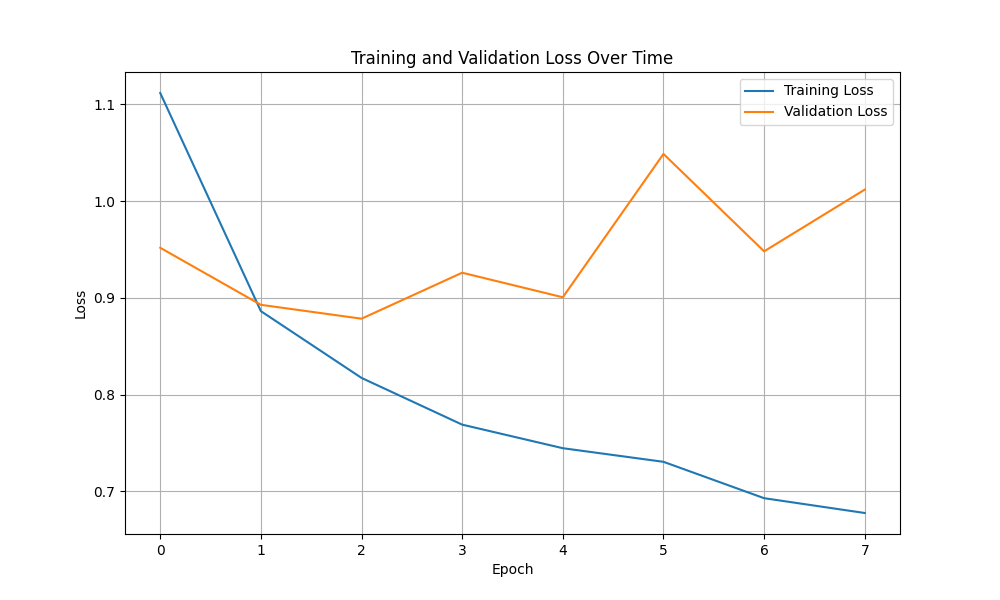 Training and Validation Loss Over Time
Training Loss
Validation Loss
1.1
1.0
0.9
0.8
0.7
Loss
0 1 2 3 4 5 6 7
Epoch